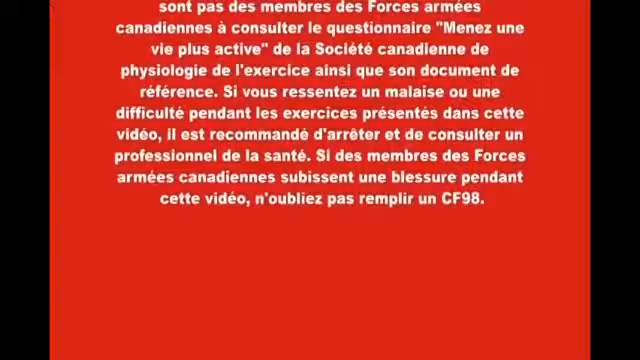 sont pas des membres des Forces armées
canadiennes à consulter le questionnaire "Menez une
vie plus active" de la Société canadienne de
physiologie de l'exercice ainsi que son document de
référence. Si vous ressentez un malaise ou une
difficulté pendant les exercices présentés dans cette
vidéo, il est recommandé d'arrêter et de consulter un
professionnel de la santé. Si des membres des Forces
armées canadiennes subissent une blessure pendant
cette vidéo, n'oubliez pas remplir un CF98.